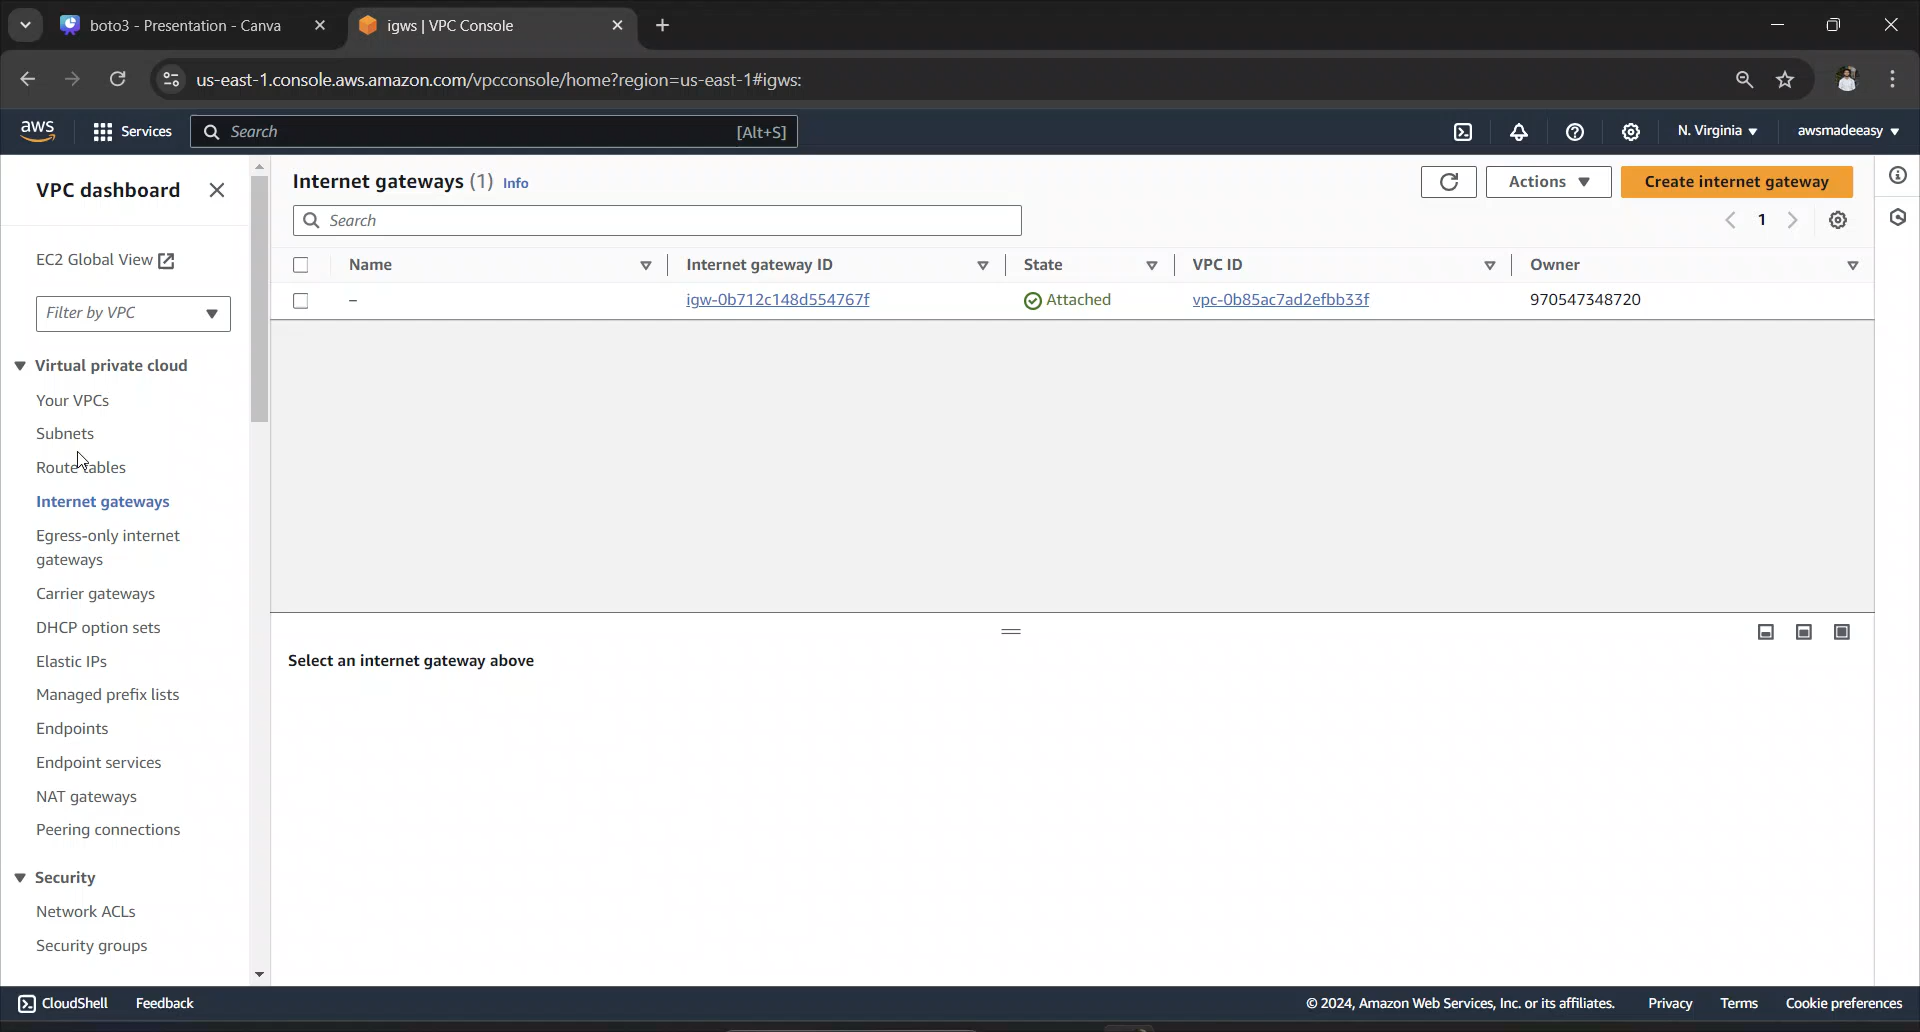 boto3 - Presentation - Canva
igws | VPC Console
us-east-1.console.aws.amazon.com/vpcconsole/home?region=us-east-1#igws:
aws
Services
Search
[Alt+S]
N. Virginia
awsmadeeasy
VPC dashboard
EC2 Global View
Filter by VPC
Virtual private cloud
Your VPCs
Subnets
Route tables
Internet gateways
Egress-only internet
gateways
Carrier gateways
DHCP option sets
Elastic IPs
Managed prefix lists
Endpoints
Endpoint services
NAT gateways
Peering connections
Security
Network ACLs
Security groups
Internet gateways (1) Info
Actions
Create internet gateway
Search
1
Name Internet gateway ID State VPC ID Owner
– igw-0b712c148d554767f Attached vpc-0b85ac7ad2efbb33f 970547348720
Select an internet gateway above
CloudShell
Feedback
© 2024, Amazon Web Services, Inc. or its affiliates.
Privacy
Terms
Cookie preferences